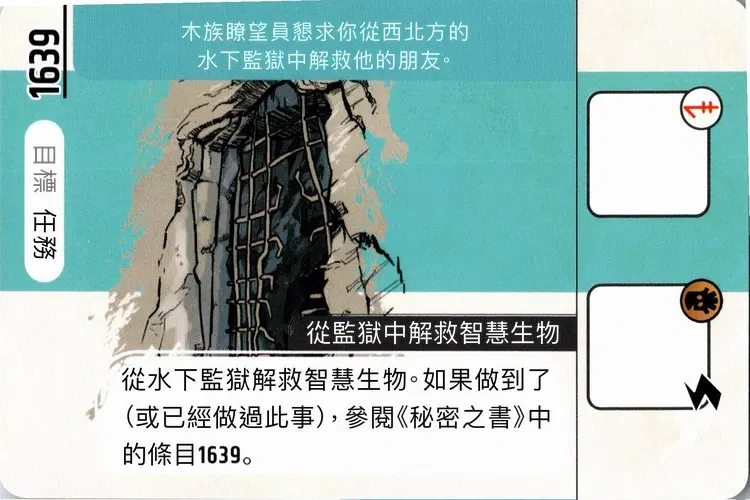 木族瞭望員懇求你從西北方的
水下監獄中解救他的朋友。
1639
目標 任務
從監獄中解救智慧生物
從水下監獄解救智慧生物。如果做到了
（或已經做過此事），參閱《秘密之書》中
的條目1639。